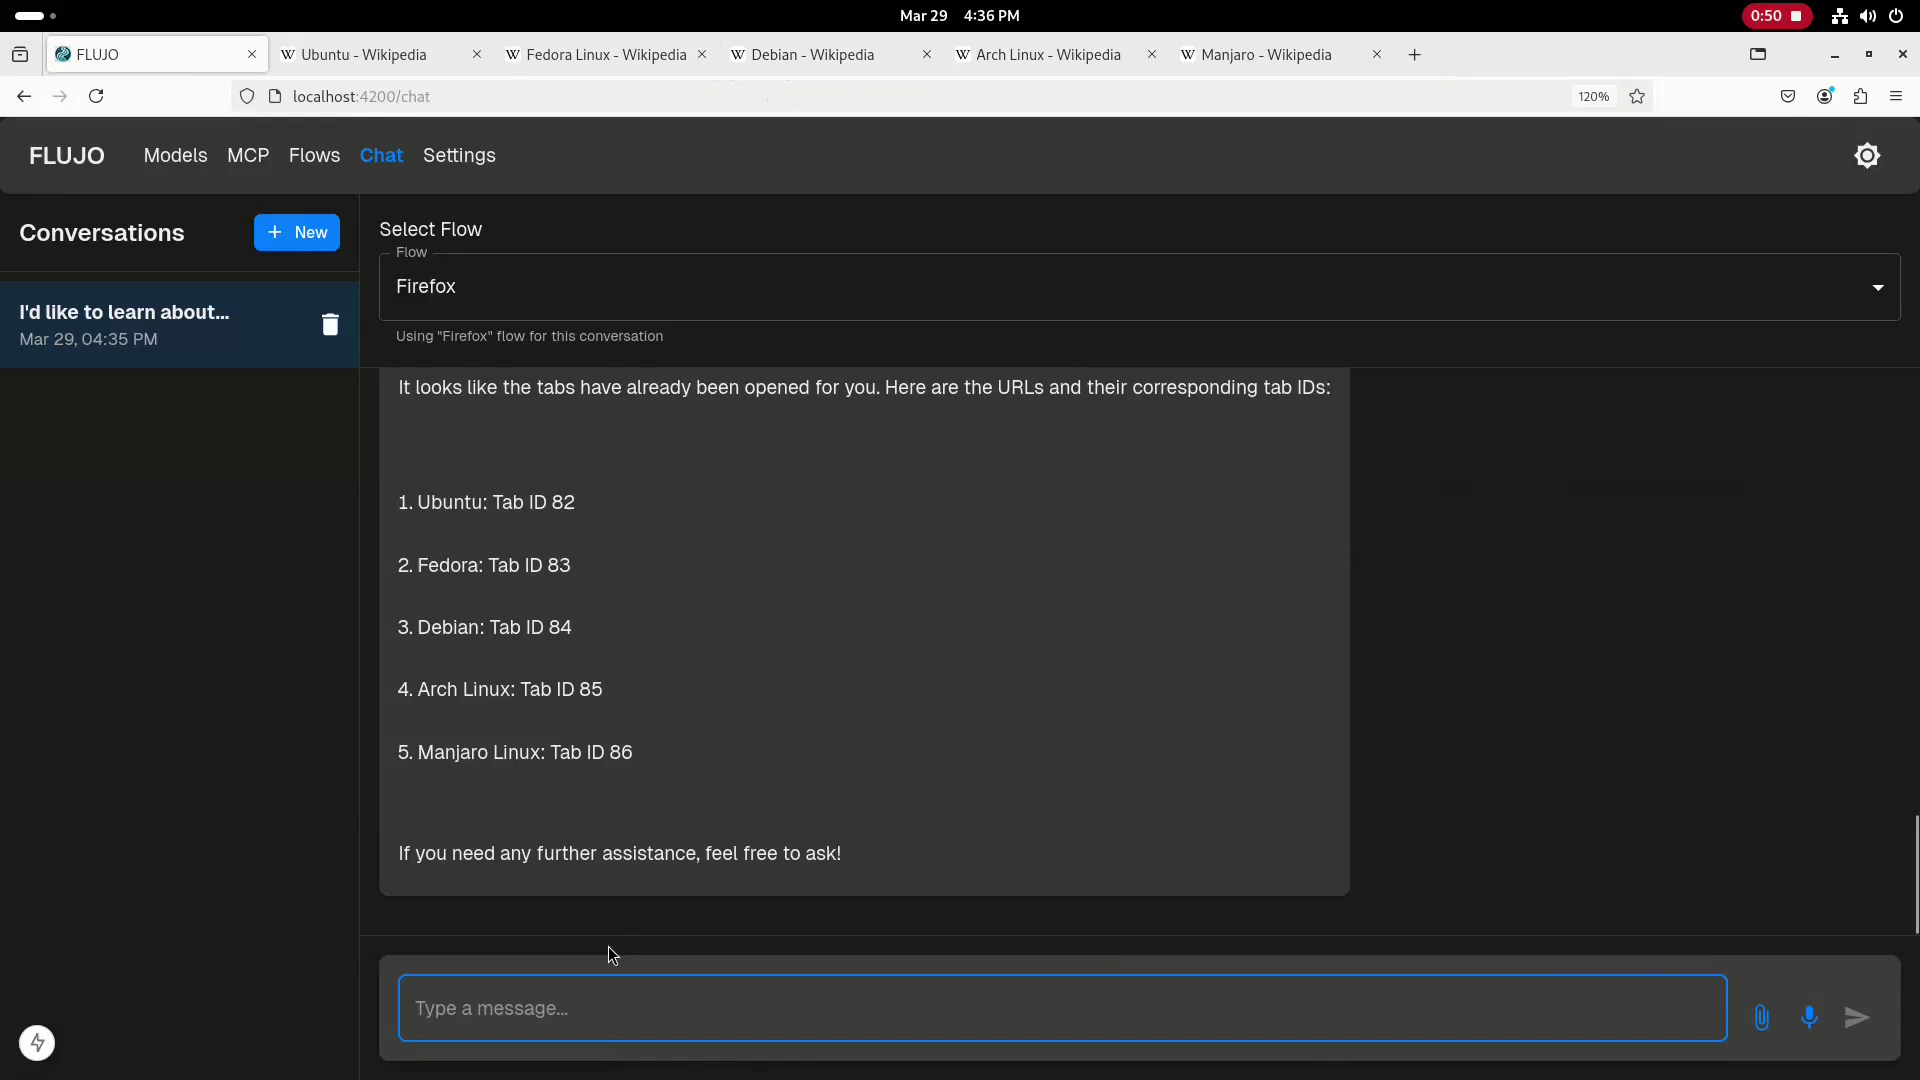 Mar 29 4:36 PM
0:50
FLUJO
Ubuntu - Wikipedia
Fedora Linux - Wikipedia
Debian - Wikipedia
Arch Linux - Wikipedia
Manjaro - Wikipedia
localhost:4200/chat
120%
FLUJO Models MCP Flows Chat Settings
Conversations
+ New
I'd like to learn about...
Mar 29, 04:35 PM
Select Flow
Flow
Firefox
Using "Firefox" flow for this conversation
It looks like the tabs have already been opened for you. Here are the URLs and their corresponding tab IDs:
1. Ubuntu: Tab ID 82
2. Fedora: Tab ID 83
3. Debian: Tab ID 84
4. Arch Linux: Tab ID 85
5. Manjaro Linux: Tab ID 86
If you need any further assistance, feel free to ask!
Type a message...